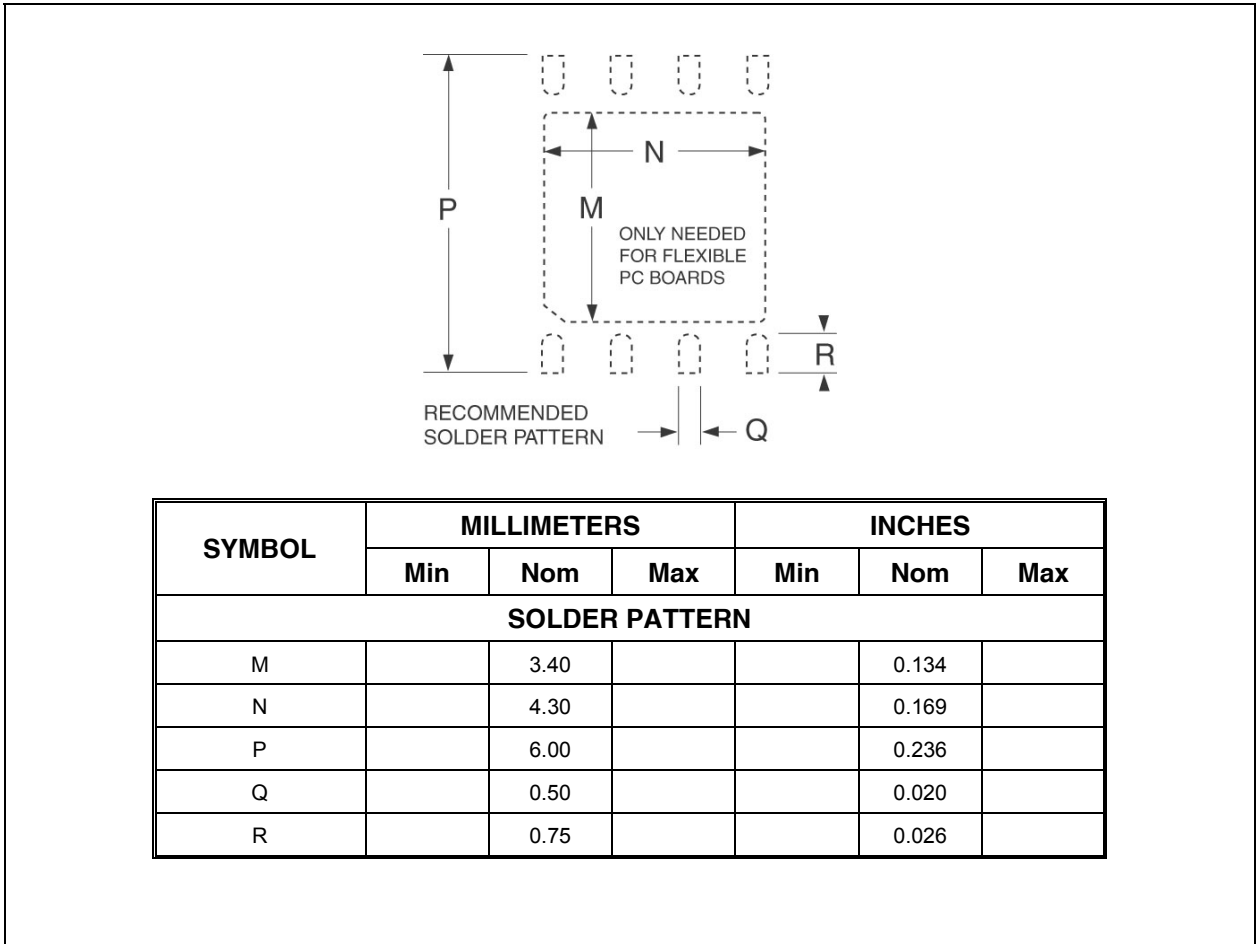 N
P
M
ONLY NEEDED
FOR FLEXIBLE
PC BOARDS
R
RECOMMENDED
SOLDER PATTERN
Q
SYMBOL MILLIMETERS INCHES
Min Nom Max Min Nom Max
SOLDER PATTERN
M 3.40 0.134
N 4.30 0.169
P 6.00 0.236
Q 0.50 0.020
R 0.75 0.026